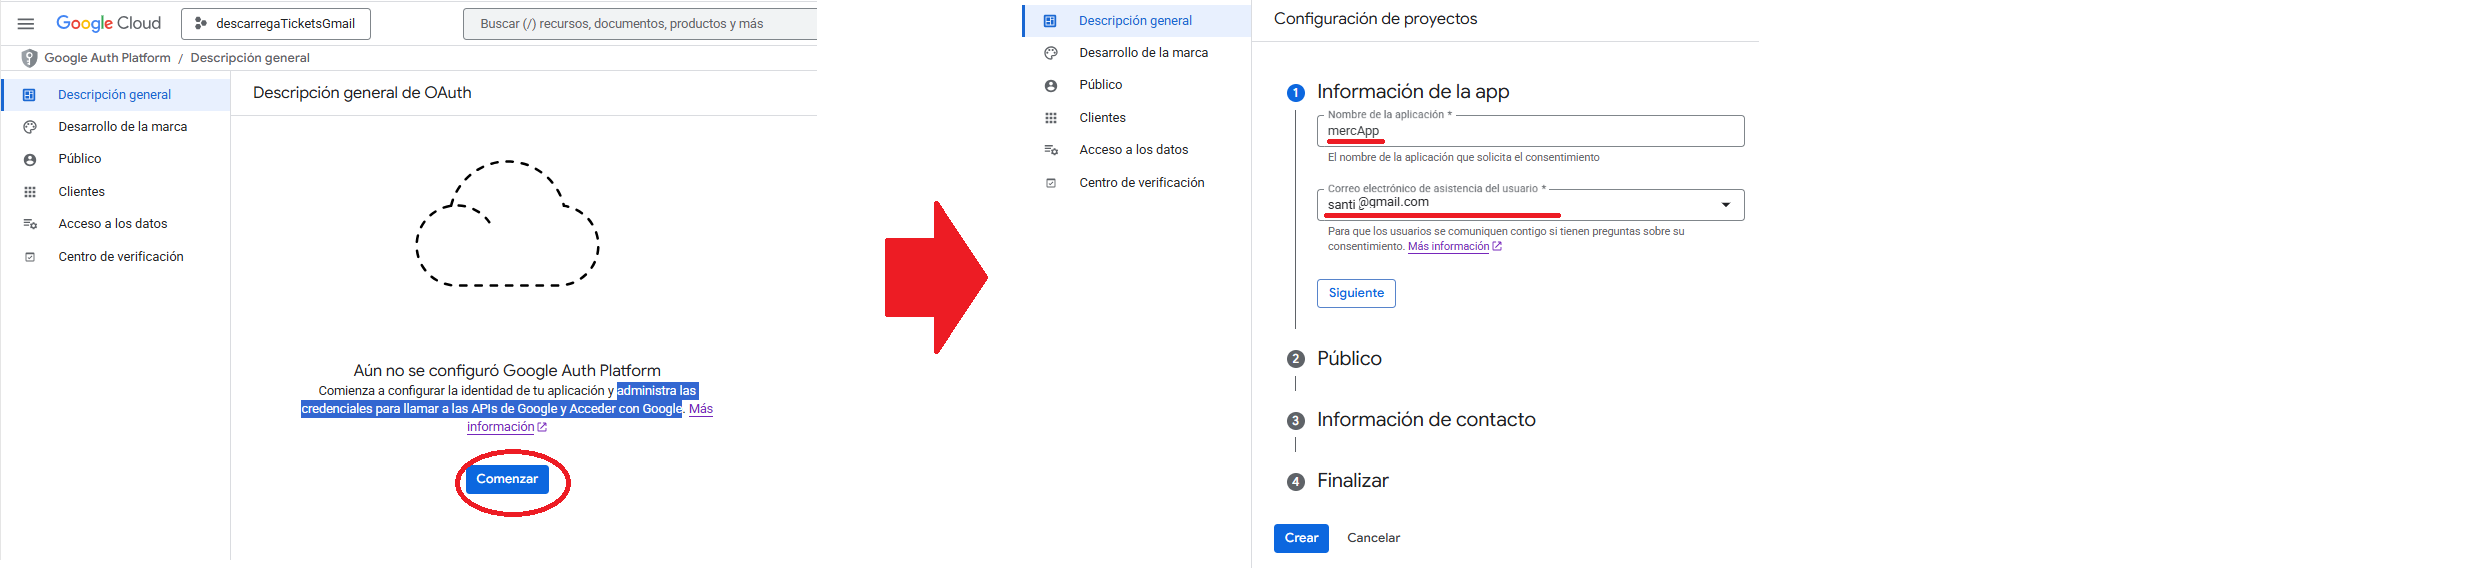 Google Cloud
descarregaTicketsGmail
Buscar (/) recursos, documentos, productos y más
Google Auth Platform / Descripción general
Descripción general
Desarrollo de la marca
Público
Clientes
Acceso a los datos
Centro de verificación
Descripción general de OAuth
Aún no se configuró Google Auth Platform
Comienza a configurar la identidad de tu aplicación y administra las
credenciales para llamar a las APIs de Google y Acceder con Google. Más
información
Comenzar
Descripción general
Desarrollo de la marca
Público
Clientes
Acceso a los datos
Centro de verificación
Configuración de proyectos
1 Información de la app
Nombre de la aplicación *
mercApp
El nombre de la aplicación que solicita el consentimiento
Correo electrónico de asistencia del usuario *
santi @gmail.com
Para que los usuarios se comuniquen contigo si tienen preguntas sobre su
consentimiento. Más información
Siguiente
2 Público
3 Información de contacto
4 Finalizar
Crear Cancelar